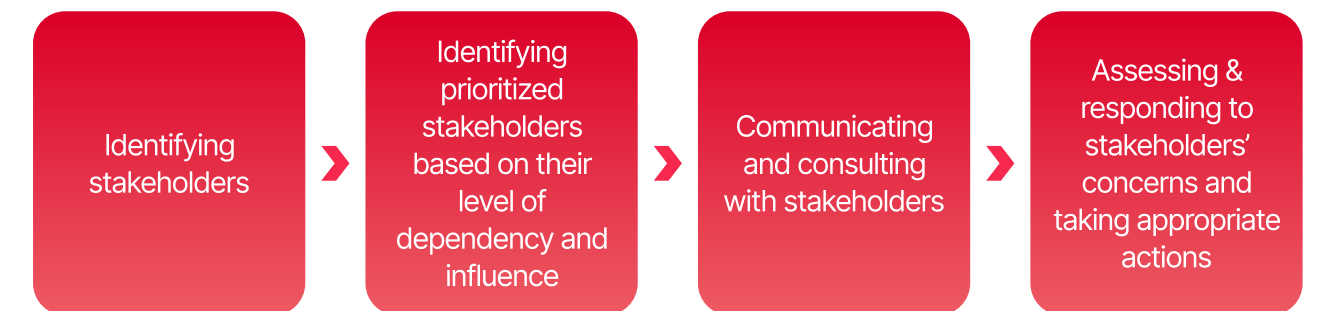 Identifying
stakeholders
Identifying
prioritized
stakeholders
based on their
level of
dependency and
influence
Communicating
and consulting
with stakeholders
Assessing &
responding to
stakeholders’
concerns and
taking appropriate
actions